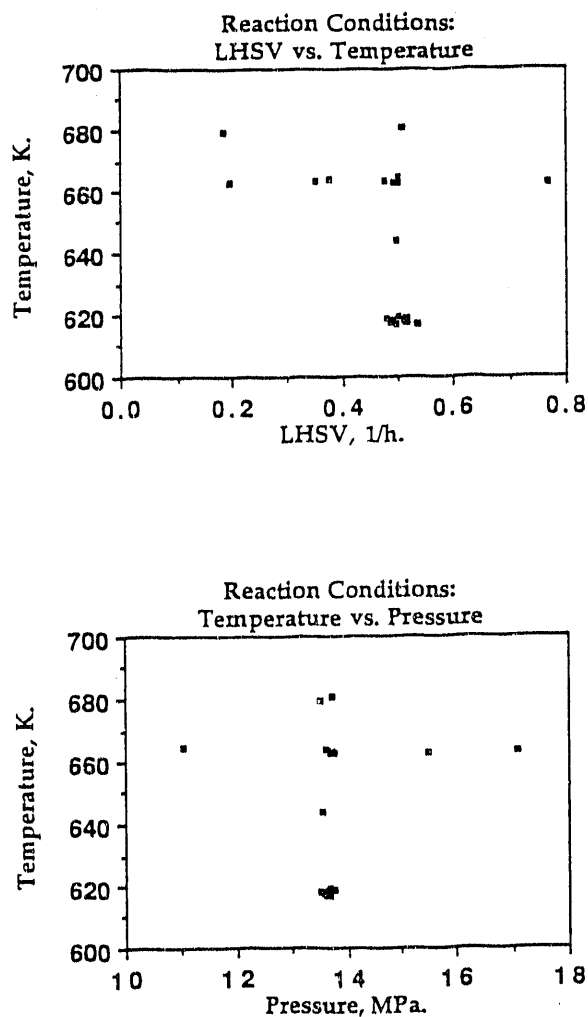 Reaction Conditions:
LHSV vs. Temperature
700
680
660
640
620
600
Temperature, K.
0.0 0.2 0.4 0.6 0.8
LHSV, 1/h.
Reaction Conditions:
Temperature vs. Pressure
700
680
660
640
620
600
Temperature, K.
10 12 14 16 18
Pressure, MPa.